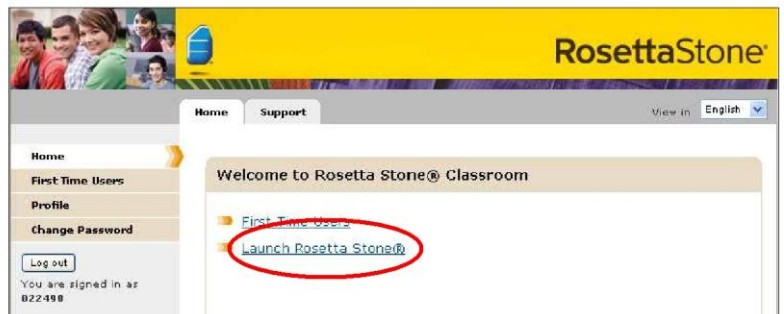 RosettaStone
Home Support View in English
Home
First Time Users
Profile
Change Password
Log out
You are signed in as
022498
Welcome to Rosetta Stone® Classroom
First Time Users
Launch Rosetta Stone®